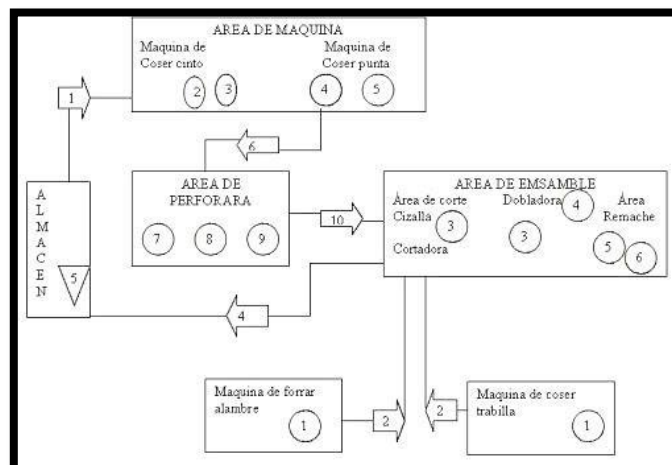 AREA DE MAQUINA
Maquina de
Coser cinto
Maquina de
Coser punta
2
3
4
5
1
6
ALMACEN
5
AREA DE
PERFORARA
7
8
9
10
AREA DE EMSAMBLE
Area de corte
Cizalla
3
Cortadora
Dobladora
4
3
Área
Remache
5
6
4
Maquina de forrar
alambre
1
2
2
Maquina de coser
trabilla
1